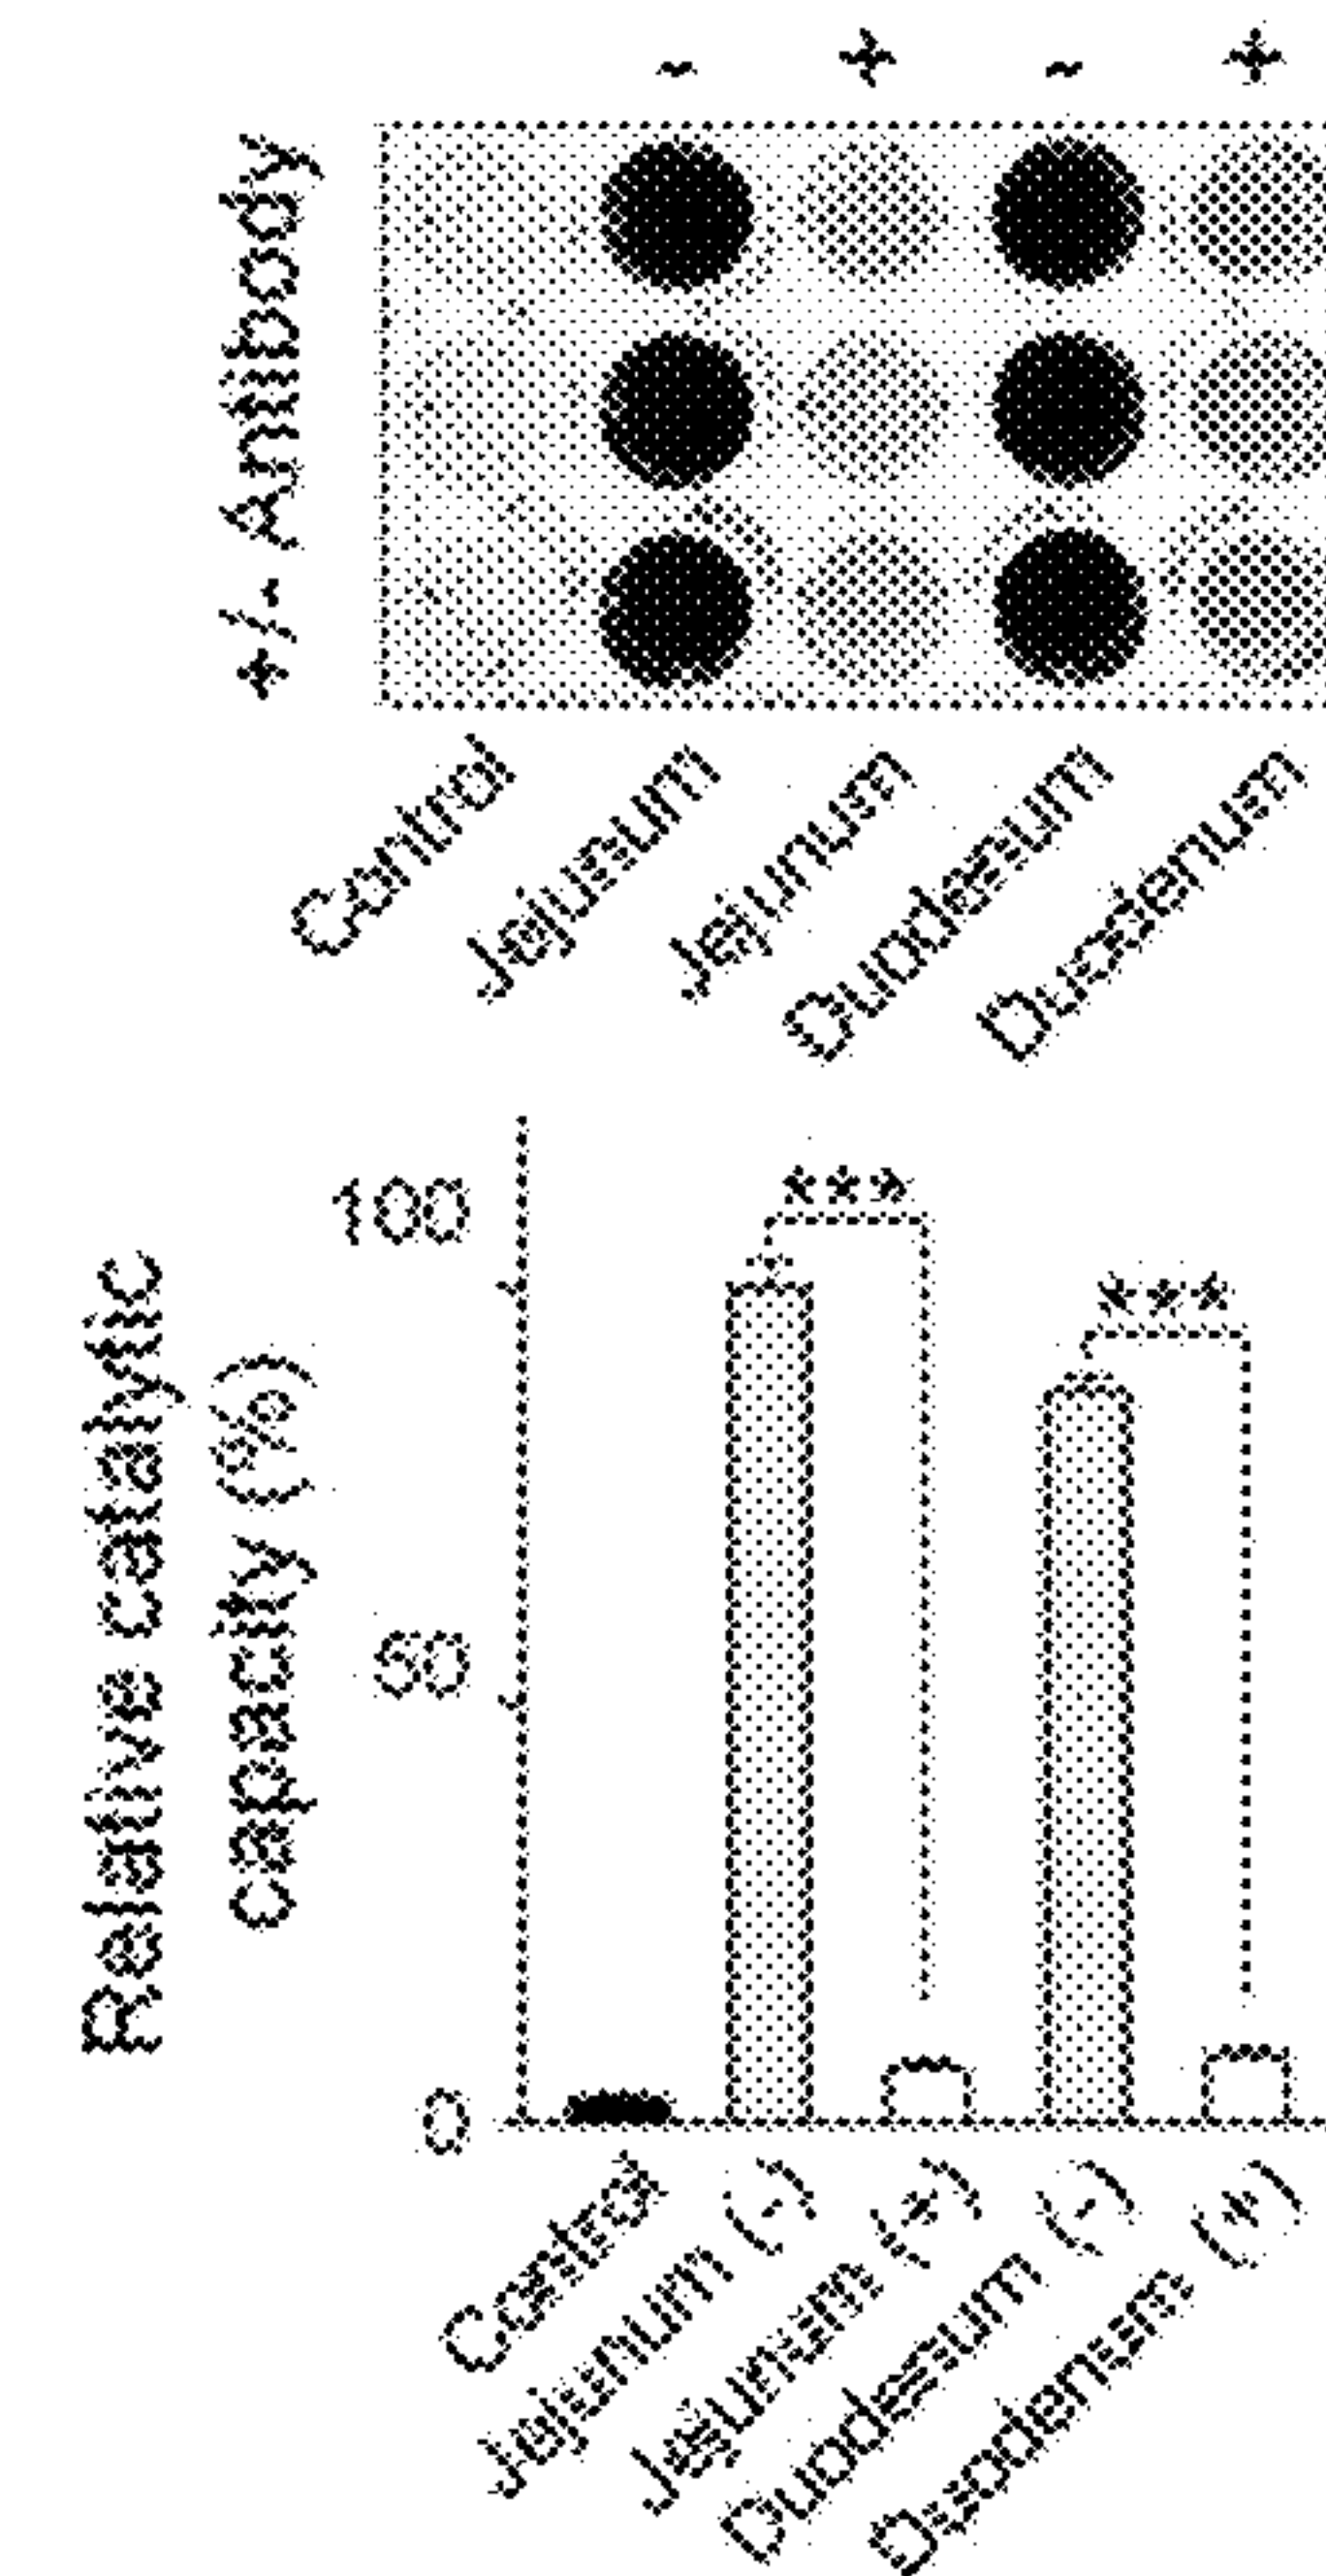 - + - +
+/- Antibody
Control
Jejunum
Jejunum
Duodenum
Duodenum
Relative catalytic
capacity (%)
100
50
0
***
***
Control
Jejunum (-)
Jejunum (+)
Duodenum (-)
Duodenum (+)